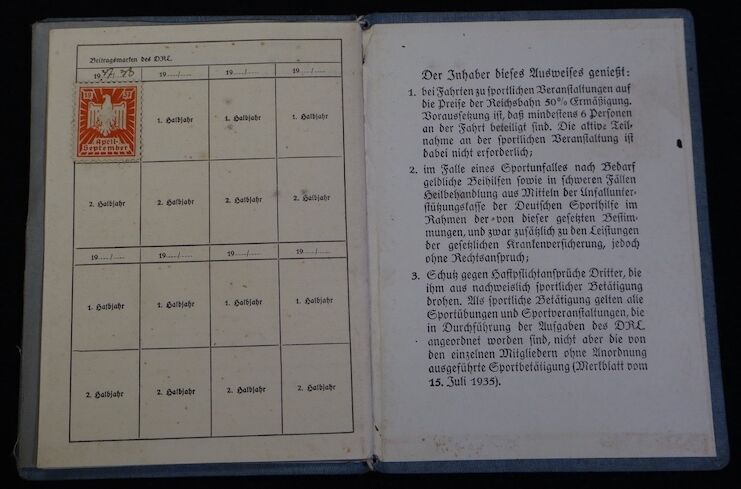 Beitragsmarken des DRL
19 37/38 19..../.... 19..../.... 19..../....
19 37
April-
September
1. Halbjahr 1. Halbjahr 1. Halbjahr
2. Halbjahr 2. Halbjahr 2. Halbjahr 2. Halbjahr
19..../.... 19..../.... 19..../.... 19..../....
1. Halbjahr 1. Halbjahr 1. Halbjahr 1. Halbjahr
2. Halbjahr 2. Halbjahr 2. Halbjahr 2. Halbjahr
Der Inhaber dieses Ausweises genießt:
1. bei Fahrten zu sportlichen Veranstaltungen auf
die Preise der Reichsbahn 50% Ermäßigung.
Voraussetzung ist, daß mindestens 6 Personen
an der Fahrt beteiligt sind. Die aktive Teil-
nahme an der sportlichen Veranstaltung ist
dabei nicht erforderlich;
2. im Falle eines Sportunfalles nach Bedarf
geldliche Beihilfen sowie in schweren Fällen
Heilbehandlung aus Mitteln der Unfallunter-
stützungskasse der Deutschen Sporthilfe im
Rahmen der von dieser gesetzten Bestim-
mungen, und zwar zusätzlich zu den Leistungen
der gesetzlichen Krankenversicherung, jedoch
ohne Rechtsanspruch;
3. Schutz gegen Haftpflichtansprüche Dritter, die
ihm aus nachweislich sportlicher Betätigung
drohen. Als sportliche Betätigung gelten alle
Sportübungen und Sportveranstaltungen, die
in Durchführung der Aufgaben des DRL
angeordnet worden sind, nicht aber die von
den einzelnen Mitgliedern ohne Anordnung
ausgeführte Sportbetätigung (Merkblatt vom
15. Juli 1935).